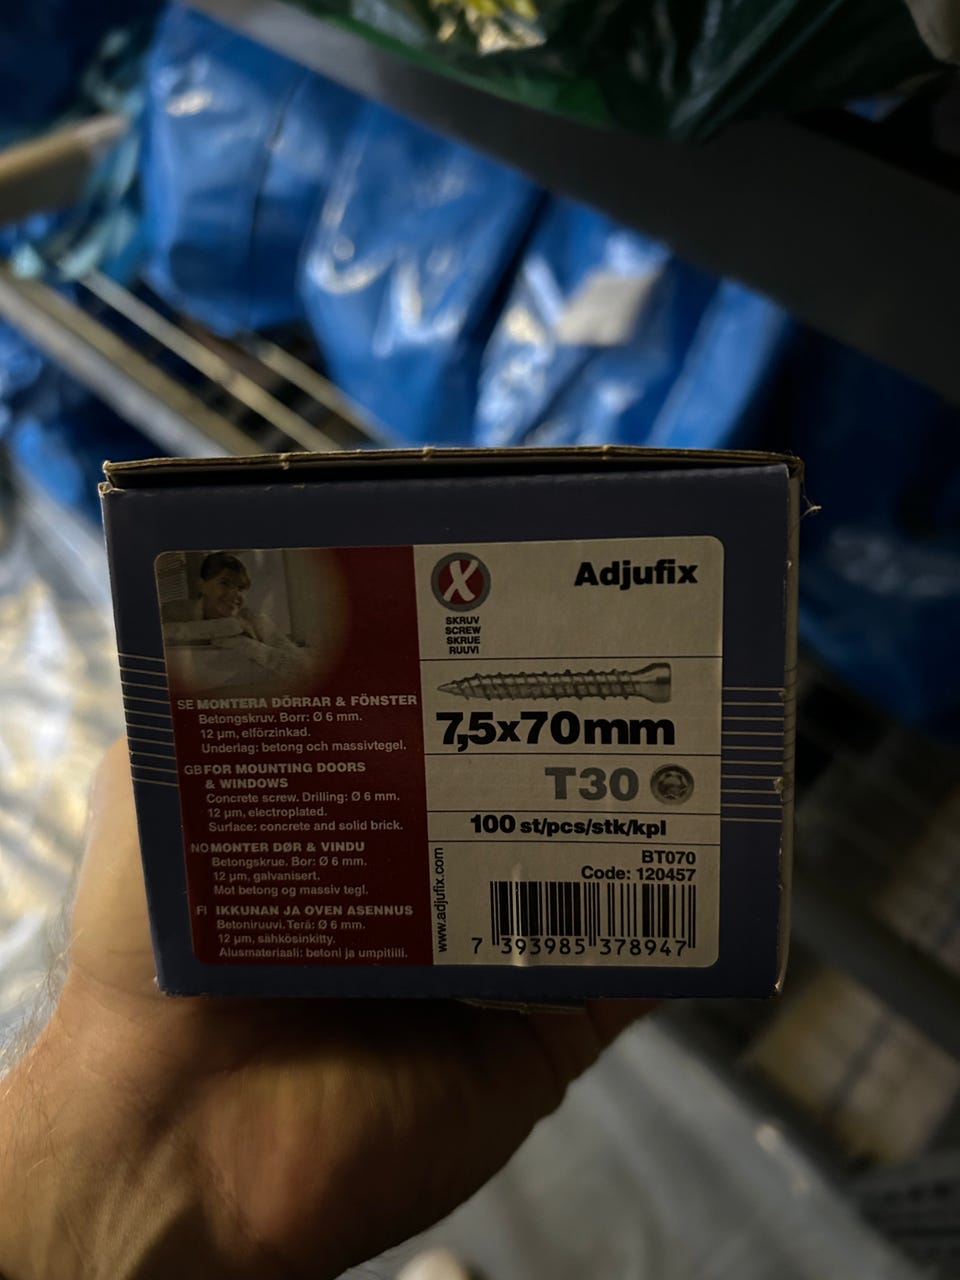 X
Adjufix
SKRUV
SCREW
SKRUE
RUUVI
7,5x70mm
T30
100 st/pcs/stk/kpl
BT070
Code: 120457
www.adjufix.com
7 393985 378947
SE MONTERA DÖRRAR & FÖNSTER
Betongskruv. Borr: Ø 6 mm.
12 µm, elförzinkad.
Underlag: betong och massivtegel.
GB FOR MOUNTING DOORS
& WINDOWS
Concrete screw. Drilling: Ø 6 mm.
12 µm, electroplated.
Surface: concrete and solid brick.
NO MONTER DØR & VINDU
Betongskrue. Bor: Ø 6 mm.
12 µm, galvanisert.
Mot betong og massiv tegl.
FI IKKUNAN JA OVEN ASENNUS
Betoniruuvi. Terä: Ø 6 mm.
12 µm, sähkösinkitty.
Alusmateriaali: betoni ja umpitiili.